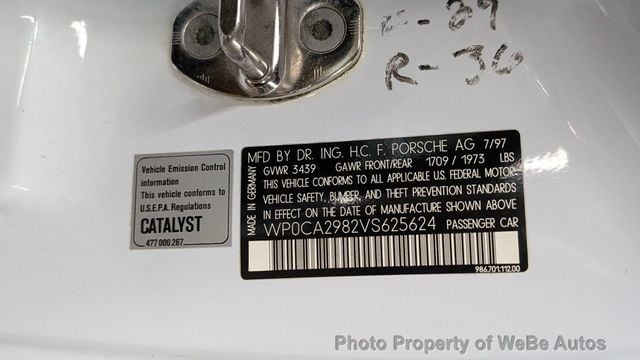 R-36
MFD BY DR. ING. H.C. F. PORSCHE AG 7/97
GVWR 3439 GAWR FRONT/REAR 1709 / 1973 LBS
THIS VEHICLE CONFORMS TO ALL APPLICABLE U.S. FEDERAL MOTOR
VEHICLE SAFETY, BUMPER, AND THEFT PREVENTION STANDARDS
IN EFFECT ON THE DATE OF MANUFACTURE SHOWN ABOVE
WP0CA2982VS625624 PASSENGER CAR
986.701.112.00
MADE IN GERMANY
Vehicle Emission Control
information
This vehicle conforms to
U.S.E.P.A. Regulations
CATALYST
477 000 267
Photo Property of WeBe Autos